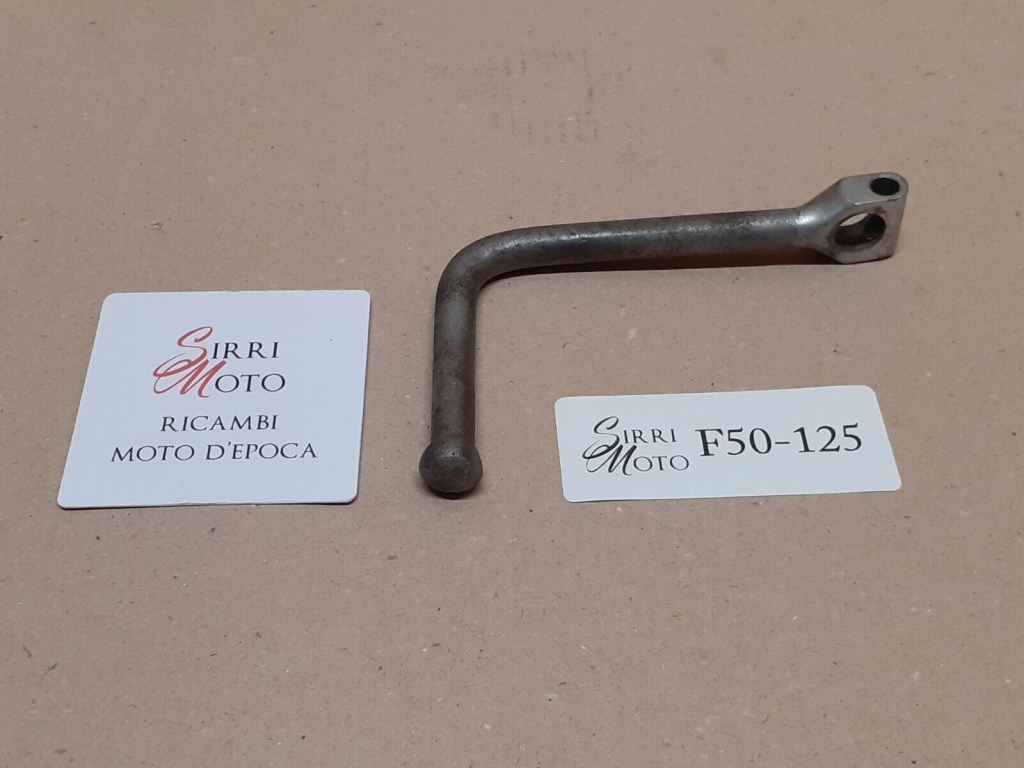 SIRRI
MOTO
RICAMBI
MOTO D'EPOCA
SIRRI
MOTO F50-125